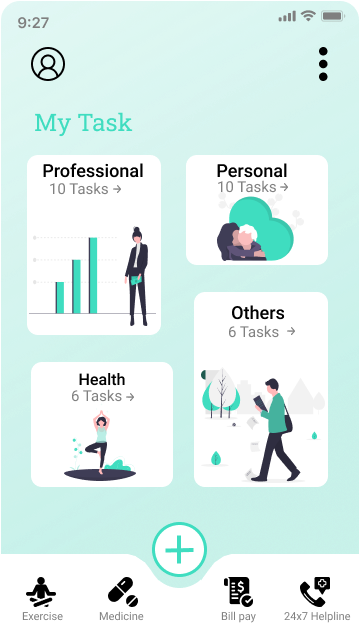 9:27
My Task
Professional
10 Tasks →
Personal
10 Tasks →
Others
6 Tasks →
Health
6 Tasks →
Exercise
Medicine
Bill pay
24x7 Helpline